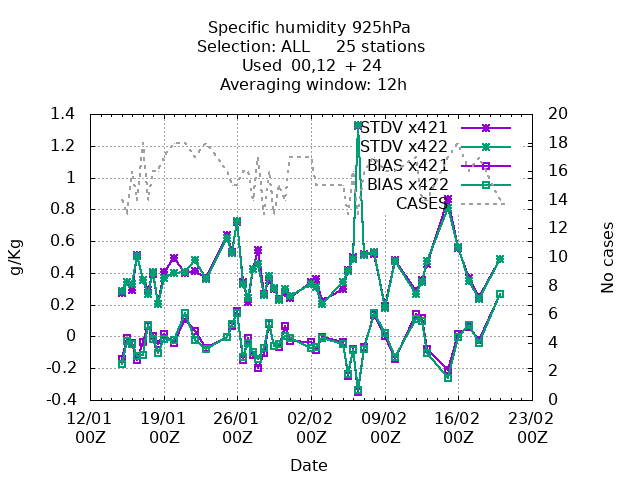 Specific humidity 925hPa
Selection: ALL 25 stations
Used 00,12 + 24
Averaging window: 12h
1.4
1.2
1
0.8
0.6
0.4
0.2
0
-0.2
-0.4
g/Kg
20
18
16
14
12
10
8
6
4
2
0
No cases
STDV x421
STDV x422
BIAS x421
BIAS x422
CASES
12/01 19/01 26/01 02/02 09/02 16/02 23/02
00Z 00Z 00Z 00Z 00Z 00Z 00Z
Date